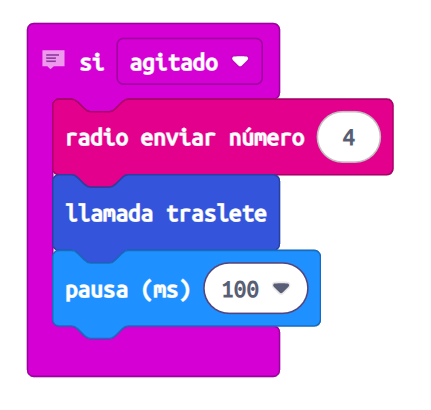 si agitado
radio enviar número 4
llamada traslete
pausa (ms) 100